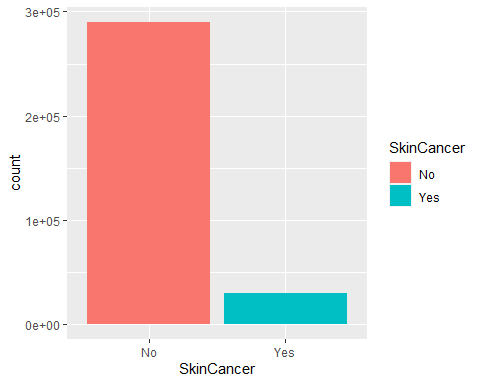 3e+05
2e+05
1e+05
0e+00
count
No
Yes
SkinCancer
SkinCancer
No
Yes